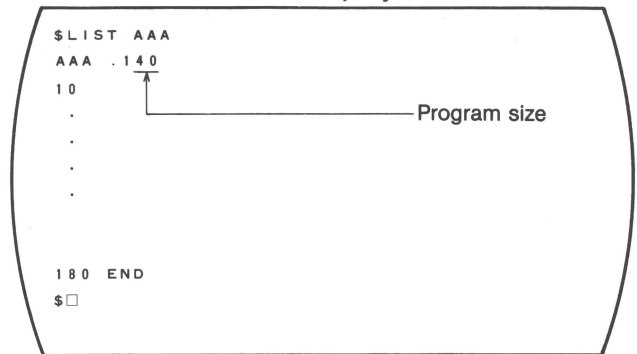 $LIST AAA
AAA .140
10
.
Program size
.
.
.
180 END
$□